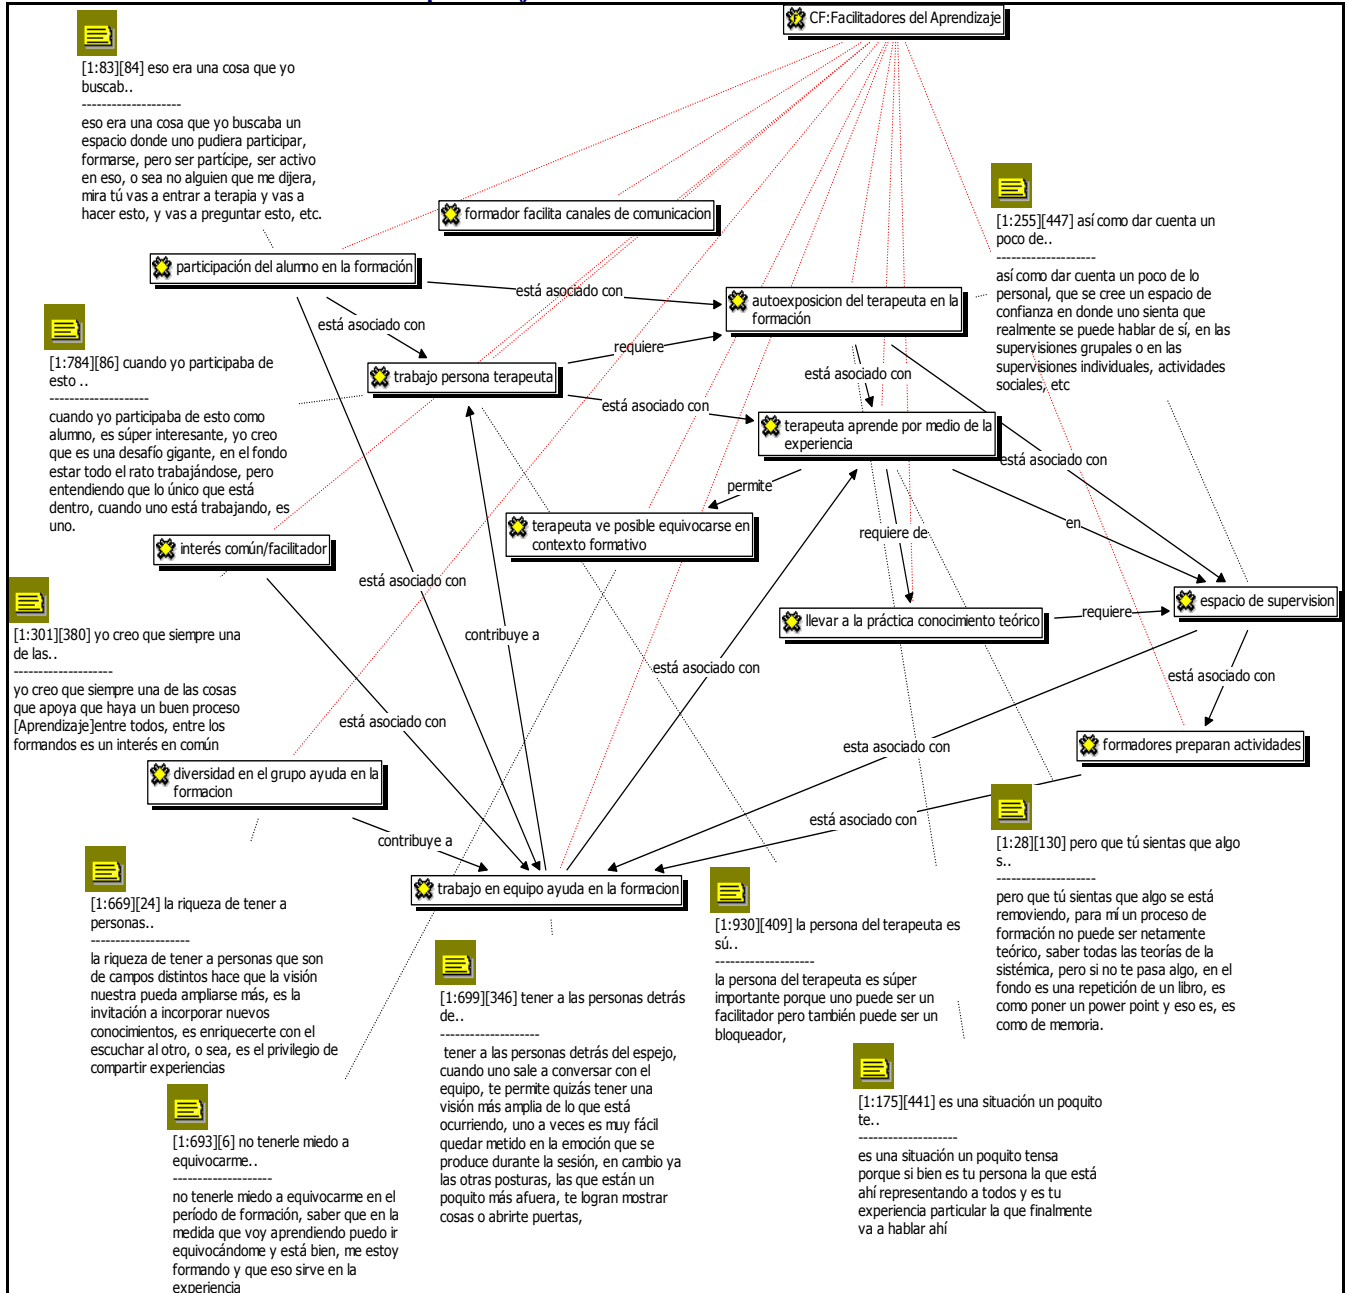 CF:Facilitadores del Aprendizaje
[1:83][84] eso era una cosa que yo
buscab..
--------------------
eso era una cosa que yo buscaba un
espacio donde uno pudiera participar,
formarse, pero ser partícipe, ser activo
en eso, o sea no alguien que me dijera,
mira tú vas a entrar a terapia y vas a
hacer esto, y vas a preguntar esto, etc.
formador facilita canales de comunicacion
[1:255][447] así como dar cuenta un
poco de..
--------------------
así como dar cuenta un poco de lo
personal, que se cree un espacio de
confianza en donde uno sienta que
realmente se puede hablar de sí, en las
supervisiones grupales o en las
supervisiones individuales, actividades
sociales, etc
participación del alumno en la formación
está asociado con
autoexposicion del terapeuta en la
formación
está asociado con
requiere
[1:784][86] cuando yo participaba de
esto ..
--------------------
cuando yo participaba de esto como
alumno, es súper interesante, yo creo
que es una desafío gigante, en el fondo
estar todo el rato trabajándose, pero
entendiendo que lo único que está
dentro, cuando uno está trabajando, es
uno.
trabajo persona terapeuta
está asociado con
está asociado con
terapeuta aprende por medio de la
experiencia
está asociado con
permite
en
terapeuta ve posible equivocarse en
contexto formativo
requiere de
interés común/facilitador
está asociado con
espacio de supervision
llevar a la práctica conocimiento teórico
requiere
[1:301][380] yo creo que siempre una
de las..
--------------------
yo creo que siempre una de las cosas
que apoya que haya un buen proceso
[Aprendizaje]entre todos, entre los
formandos es un interés en común
contribuye a
está asociado con
está asociado con
está asociado con
esta asociado con
formadores preparan actividades
diversidad en el grupo ayuda en la
formacion
contribuye a
está asociado con
trabajo en equipo ayuda en la formacion
[1:28][130] pero que tú sientas que algo
s..
--------------------
pero que tú sientas que algo se está
removiendo, para mí un proceso de
formación no puede ser netamente
teórico, saber todas las teorías de la
sistémica, pero si no te pasa algo, en el
fondo es una repetición de un libro, es
como poner un power point y eso es, es
como de memoria.
[1:669][24] la riqueza de tener a
personas..
--------------------
la riqueza de tener a personas que son
de campos distintos hace que la visión
nuestra pueda ampliarse más, es la
invitación a incorporar nuevos
conocimientos, es enriquecerte con el
escuchar al otro, o sea, es el privilegio de
compartir experiencias
[1:930][409] la persona del terapeuta es
sú..
--------------------
la persona del terapeuta es súper
importante porque uno puede ser un
facilitador pero también puede ser un
bloqueador,
[1:699][346] tener a las personas detrás
de..
--------------------
tener a las personas detrás del espejo,
cuando uno sale a conversar con el
equipo, te permite quizás tener una
visión más amplia de lo que está
ocurriendo, uno a veces es muy fácil
quedar metido en la emoción que se
produce durante la sesión, en cambio ya
las otras posturas, las que están un
poquito más afuera, te logran mostrar
cosas o abrirte puertas,
[1:175][441] es una situación un poquito
te..
--------------------
es una situación un poquito tensa
porque si bien es tu persona la que está
ahí representando a todos y es tu
experiencia particular la que finalmente
va a hablar ahí
[1:693][6] no tenerle miedo a
equivocarme..
--------------------
no tenerle miedo a equivocarme en el
período de formación, saber que en la
medida que voy aprendiendo puedo ir
equivocándome y está bien, me estoy
formando y que eso sirve en la
experiencia